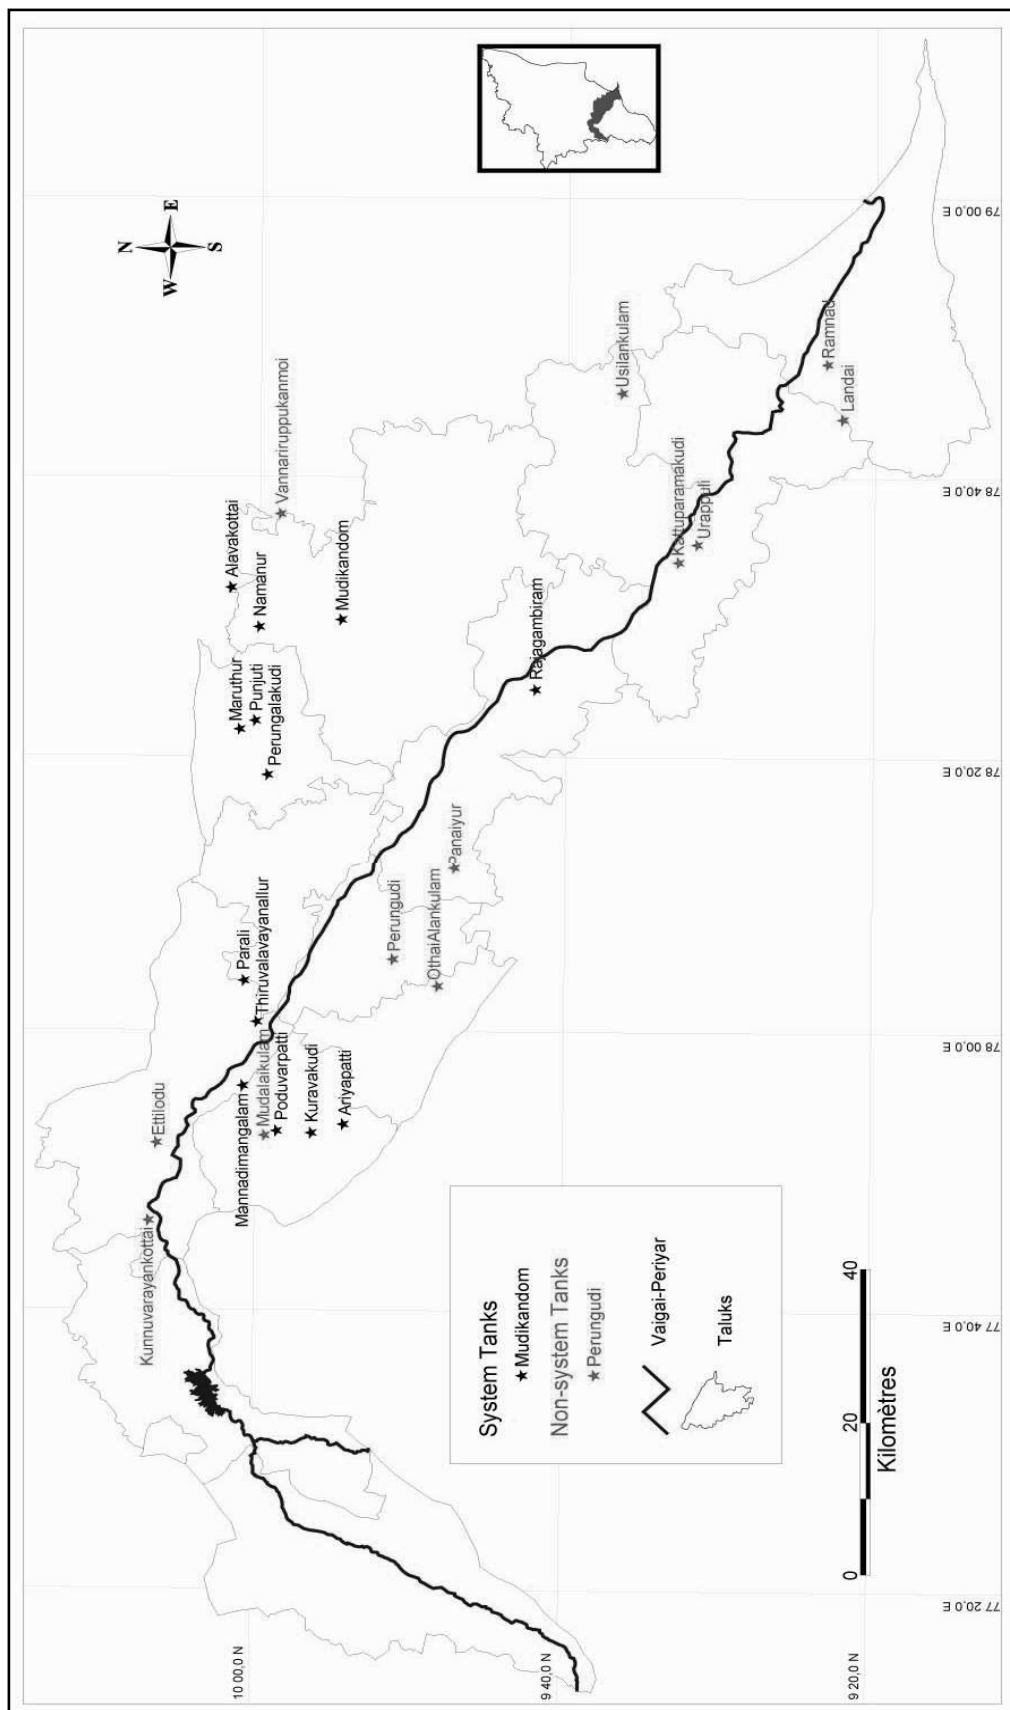 N
W
E
S
Ettilodu
Kunnuvarayankottai
Maruthur
Punjuti
Perungalakudi
Alavakottai
Namanur
Vannariruppukanmoi
Mudikandom
Parali
Thiruvalavayanallur
Mannadimangalam
Mudalaikulam
Poduvarpatti
Kuravakudi
Ariyapatti
Perungudi
OthaiAlankulam
Panaiyur
Rajagambiram
Usilankulam
Kattuparamakudi
Urappuli
Ramnad
Landai
System Tanks
Mudikandom
Non-system Tanks
Perungudi
Vaigai-Periyar
Taluks
0
20
40
Kilomètres
10 00,0 N
9 40,0 N
9 20,0 N
77 20,0 E
77 40,0 E
78 00,0 E
78 20,0 E
78 40,0 E
79 00,0 E